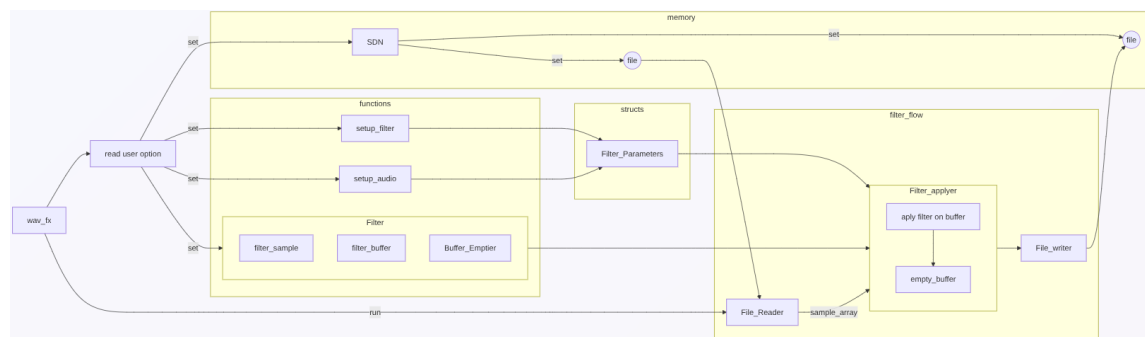 memory
SDN
set
set
file
set
file
functions
structs
filter_flow
set
setup_filter
read user option
Filter_Parameters
set
setup_audio
Filter_applyer
wav_fx
Filter
aply filter on buffer
set
filter_sample
filter_buffer
Buffer_Emptier
File_writer
empty_buffer
run
File_Reader
sample_array